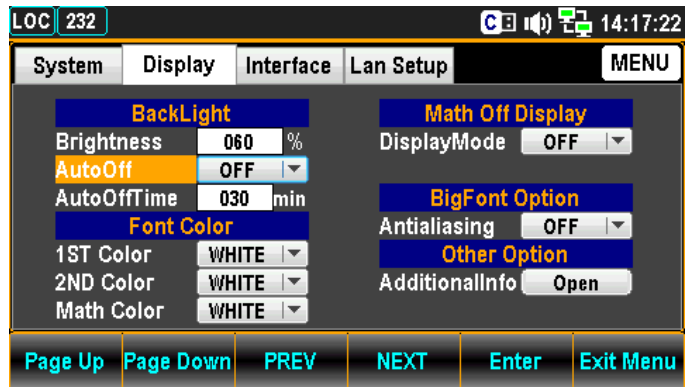 LOC 232 C 14:17:22
System Display Interface Lan Setup MENU
BackLight
Brightness 060 %
AutoOff OFF
AutoOffTime 030 min
Font Color
1ST Color WHITE
2ND Color WHITE
Math Color WHITE
Math Off Display
DisplayMode OFF
BigFont Option
Antialiasing OFF
Other Option
AdditionalInfo Open
Page Up Page Down PREV NEXT Enter Exit Menu